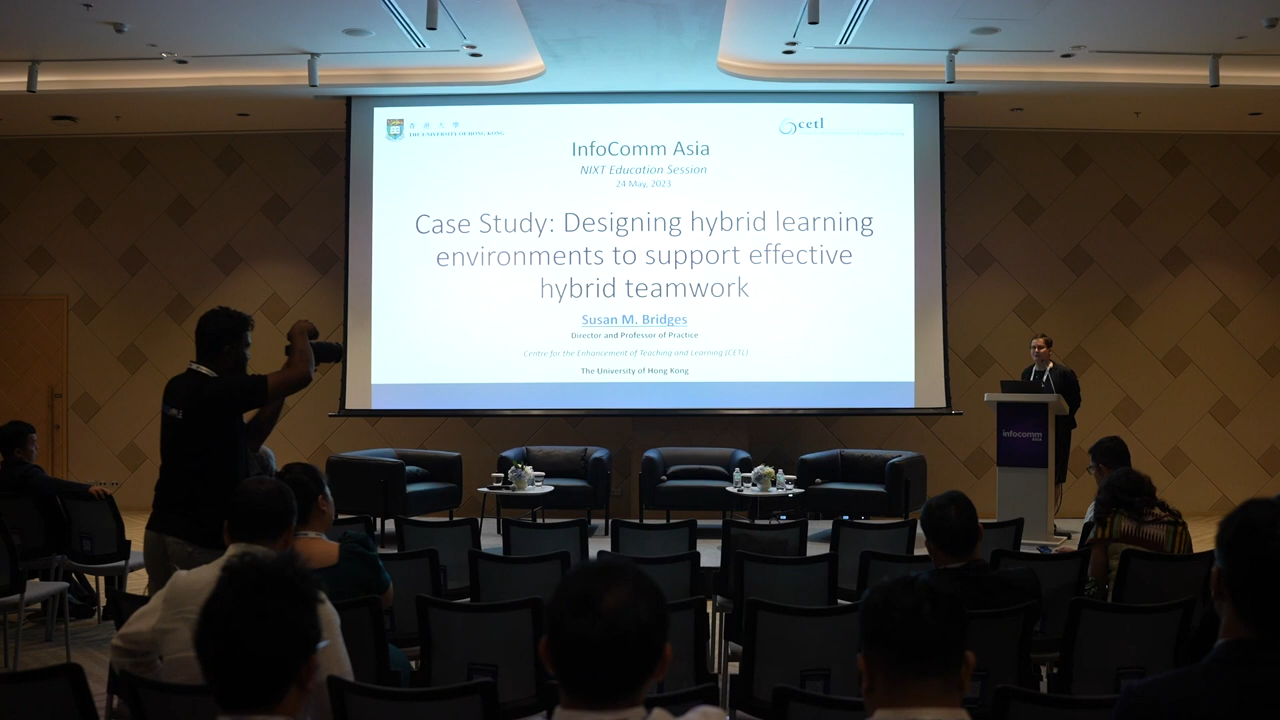 香港大學
THE UNIVERSITY OF HONG KONG
cetl
InfoComm Asia
NIXT Education Session
24 May, 2023
Case Study: Designing hybrid learning
environments to support effective
hybrid teamwork
Susan M. Bridges
Director and Professor of Practice
Centre for the Enhancement of Teaching and Learning (CETL)
The University of Hong Kong
infocomm
ASIA